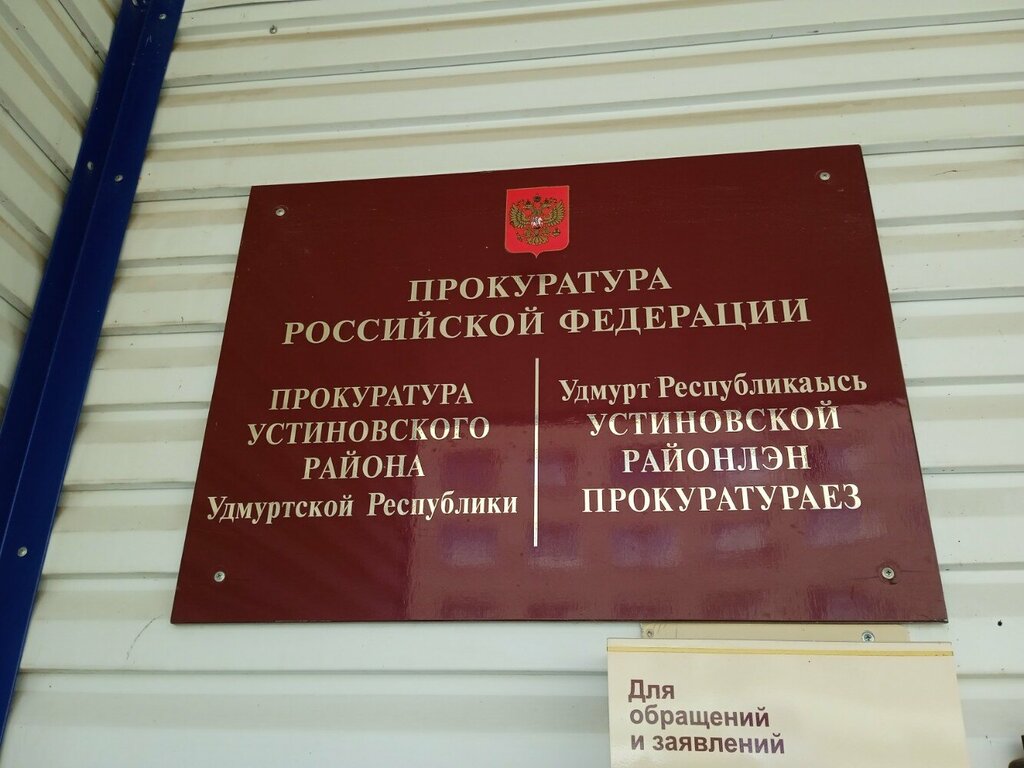 ПРОКУРАТУРА
РОССИЙСКОЙ ФЕДЕРАЦИИ
ПРОКУРАТУРА
УСТИНОВСКОГО
РАЙОНА
Удмуртской Республики
Удмурт Республикаысь
УСТИНОВСКОЙ
РАЙОНЛЭН
ПРОКУРАТУРАЕЗ
Для
обращений
и заявлений